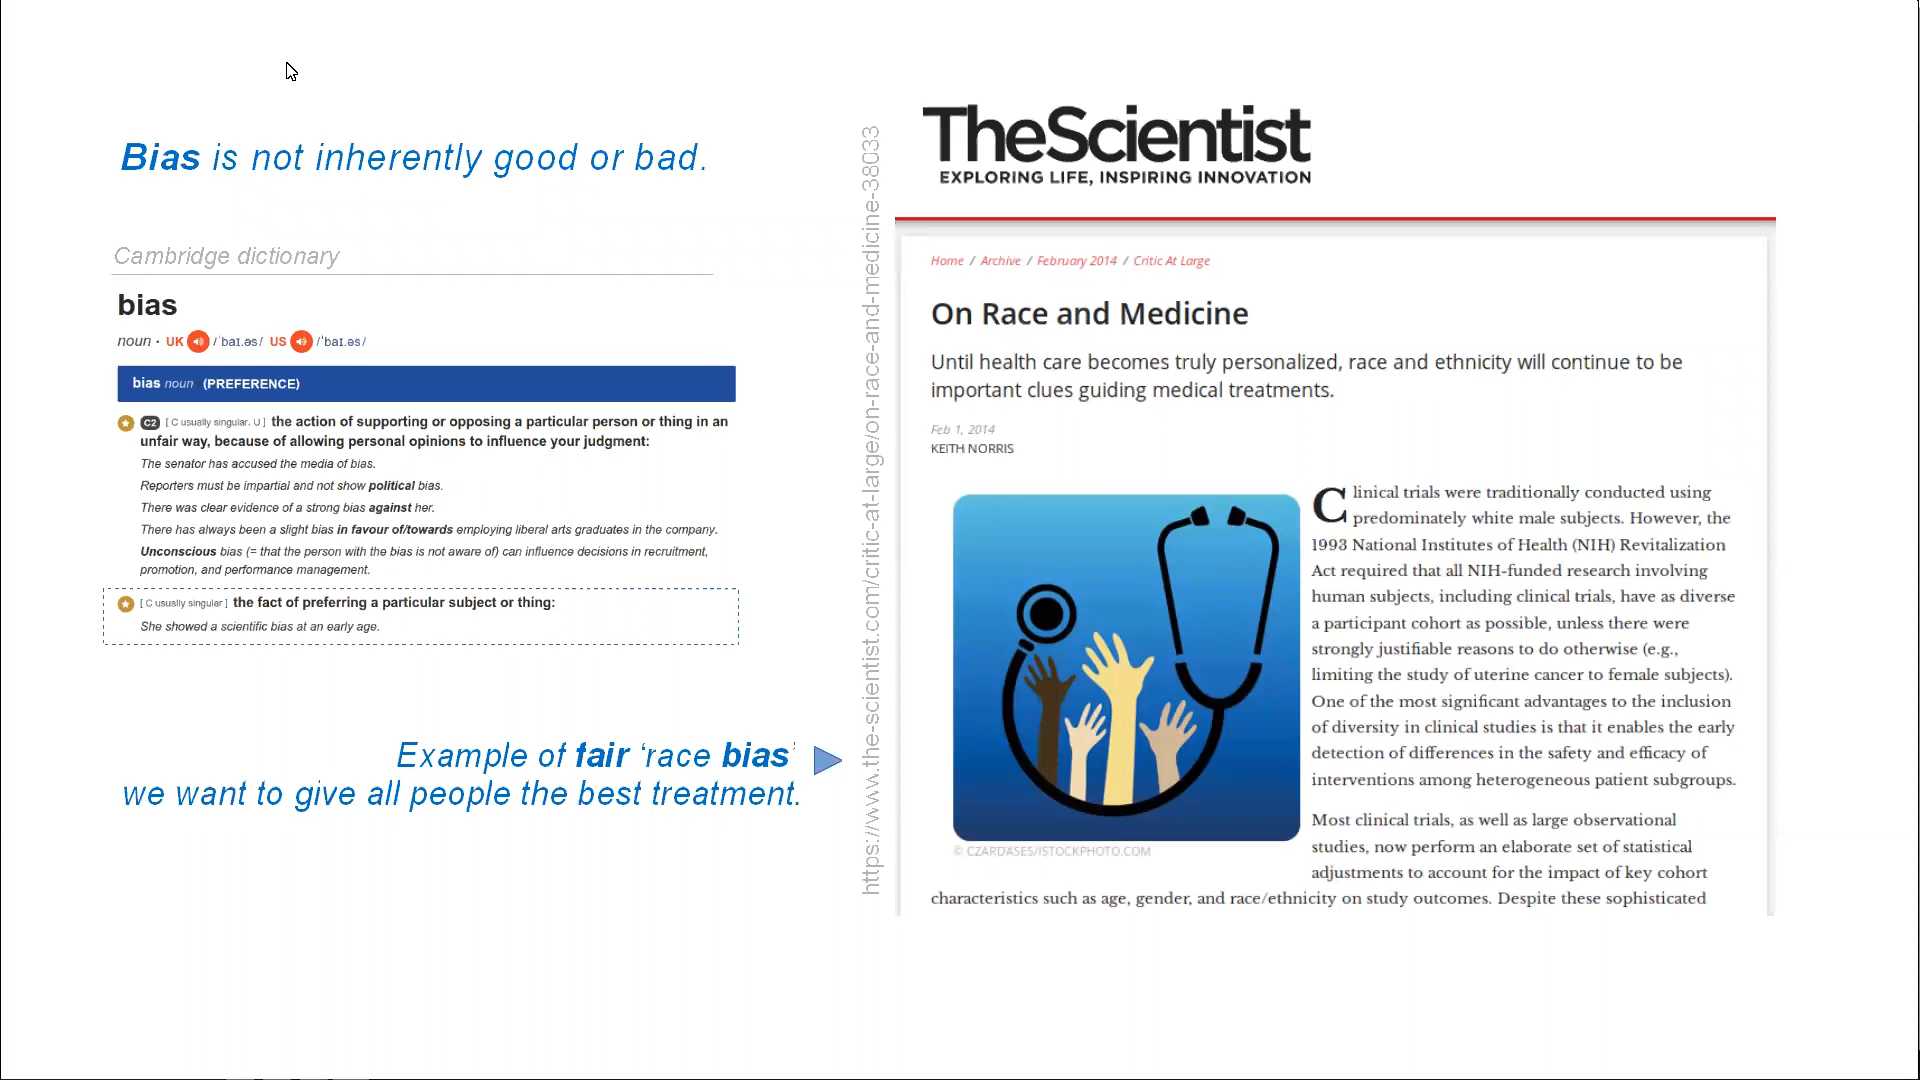 Bias is not inherently good or bad.
Cambridge dictionary
bias
noun · UK /ˈbaɪ.əs/ US /ˈbaɪ.əs/
bias noun (PREFERENCE)
C2 [ C usually singular, U ] the action of supporting or opposing a particular person or thing in an
unfair way, because of allowing personal opinions to influence your judgment:
The senator has accused the media of bias.
Reporters must be impartial and not show political bias.
There was clear evidence of a strong bias against her.
There has always been a slight bias in favour of/towards employing liberal arts graduates in the company.
Unconscious bias (= that the person with the bias is not aware of) can influence decisions in recruitment,
promotion, and performance management.
[ C usually singular ] the fact of preferring a particular subject or thing:
She showed a scientific bias at an early age.
Example of fair ‘race bias’
we want to give all people the best treatment.
https://www.the-scientist.com/critic-at-large/on-race-and-medicine-38033
TheScientist
EXPLORING LIFE, INSPIRING INNOVATION
Home / Archive / February 2014 / Critic At Large
On Race and Medicine
Until health care becomes truly personalized, race and ethnicity will continue to be
important clues guiding medical treatments.
Feb 1, 2014
KEITH NORRIS
© CZARDASES/ISTOCKPHOTO.COM
Clinical trials were traditionally conducted using
predominately white male subjects. However, the
1993 National Institutes of Health (NIH) Revitalization
Act required that all NIH-funded research involving
human subjects, including clinical trials, have as diverse
a participant cohort as possible, unless there were
strongly justifiable reasons to do otherwise (e.g.,
limiting the study of uterine cancer to female subjects).
One of the most significant advantages to the inclusion
of diversity in clinical studies is that it enables the early
detection of differences in the safety and efficacy of
interventions among heterogeneous patient subgroups.
Most clinical trials, as well as large observational
studies, now perform an elaborate set of statistical
adjustments to account for the impact of key cohort
characteristics such as age, gender, and race/ethnicity on study outcomes. Despite these sophisticated